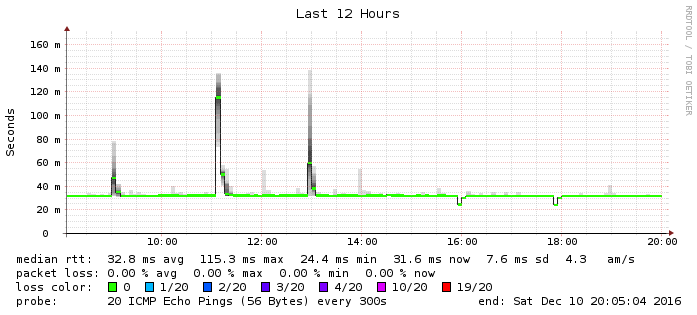 Last 12 Hours
RRDTOOL / TOBI OETIKER
Seconds
160 m
140 m
120 m
100 m
80 m
60 m
40 m
20 m
0
10:00 12:00 14:00 16:00 18:00 20:00
median rtt: 32.8 ms avg 115.3 ms max 24.4 ms min 31.6 ms now 7.6 ms sd 4.3 am/s
packet loss: 0.00 % avg 0.00 % max 0.00 % min 0.00 % now
loss color: 0 1/20 2/20 3/20 4/20 10/20 19/20
probe: 20 ICMP Echo Pings (56 Bytes) every 300s end: Sat Dec 10 20:05:04 2016